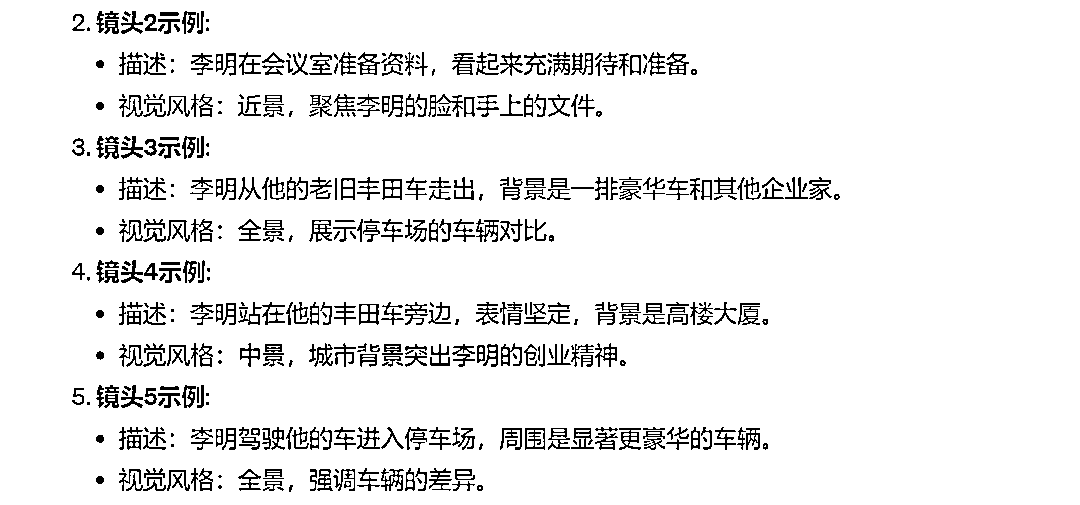 2. 镜头2示例:
• 描述：李明在会议室准备资料，看起来充满期待和准备。
• 视觉风格：近景，聚焦李明的脸和手上的文件。
3. 镜头3示例:
• 描述：李明从他的老旧丰田车走出，背景是一排豪华车和其他企业家。
• 视觉风格：全景，展示停车场的车辆对比。
4. 镜头4示例:
• 描述：李明站在他的丰田车旁边，表情坚定，背景是高楼大厦。
• 视觉风格：中景，城市背景突出李明的创业精神。
5. 镜头5示例:
• 描述：李明驾驶他的车进入停车场，周围是显著更豪华的车辆。
• 视觉风格：全景，强调车辆的差异。